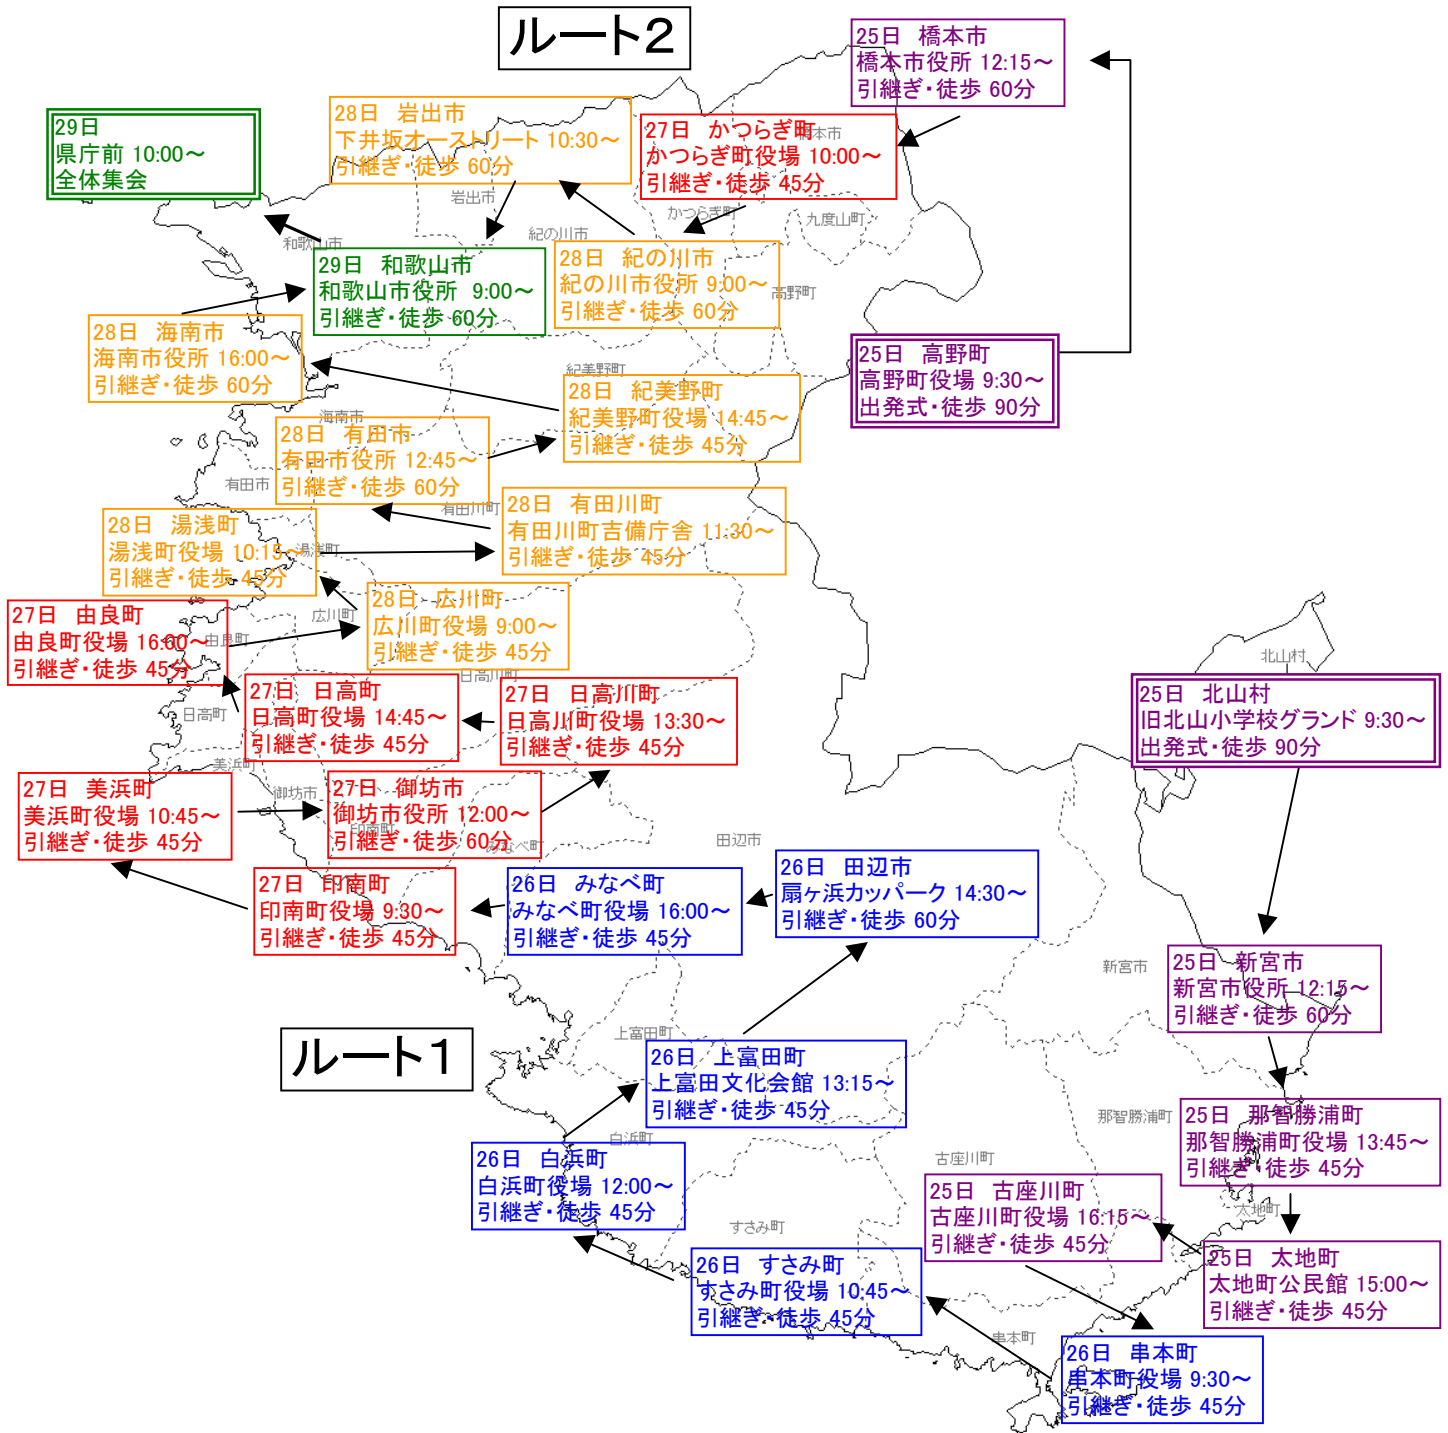 ルート2
25日　橋本市
橋本市役所 12:15～
引継ぎ・徒歩 60分
28日　岩出市
下井坂オーストリート 10:30～
引継ぎ・徒歩 60分
27日　かつらぎ町
かつらぎ町役場 10:00～
引継ぎ・徒歩 45分
29日
県庁前 10:00～
全体集会
橋本市
岩出市
かつらぎ町
九度山町
紀の川市
和歌山市
29日　和歌山市
和歌山市役所 9:00～
引継ぎ・徒歩 60分
28日　紀の川市
紀の川市役所 9:00～
引継ぎ・徒歩 60分
高野町
28日　海南市
海南市役所 16:00～
引継ぎ・徒歩 60分
25日　高野町
高野町役場 9:30～
出発式・徒歩 90分
紀美野町
28日　紀美野町
紀美野町役場 14:45～
引継ぎ・徒歩 45分
海南市
28日　有田市
有田市役所 12:45～
引継ぎ・徒歩 60分
有田市
有田川町
28日　有田川町
有田川町吉備庁舎 11:30～
引継ぎ・徒歩 45分
28日　湯浅町
湯浅町役場 10:15～
引継ぎ・徒歩 45分
湯浅町
28日　広川町
広川町役場 9:00～
引継ぎ・徒歩 45分
広川町
27日　由良町
由良町役場 16:00～
引継ぎ・徒歩 45分
由良町
日高川町
北山村
27日　日高町
日高町役場 14:45～
引継ぎ・徒歩 45分
27日　日高川町
日高川町役場 13:30～
引継ぎ・徒歩 45分
25日　北山村
旧北山小学校グランド 9:30～
出発式・徒歩 90分
日高町
美浜町
27日　美浜町
美浜町役場 10:45～
引継ぎ・徒歩 45分
御坊市
27日　御坊市
御坊市役所 12:00～
引継ぎ・徒歩 60分
印南町
みなべ町
田辺市
27日　印南町
印南町役場 9:30～
引継ぎ・徒歩 45分
26日　みなべ町
みなべ町役場 16:00～
引継ぎ・徒歩 45分
26日　田辺市
扇ヶ浜カッパーク 14:30～
引継ぎ・徒歩 60分
新宮市
25日　新宮市
新宮市役所 12:15～
引継ぎ・徒歩 60分
ルート1
上富田町
26日　上富田町
上富田文化会館 13:15～
引継ぎ・徒歩 45分
那智勝浦町
25日　那智勝浦町
那智勝浦町役場 13:45～
引継ぎ・徒歩 45分
白浜町
26日　白浜町
白浜町役場 12:00～
引継ぎ・徒歩 45分
古座川町
25日　古座川町
古座川町役場 16:15～
引継ぎ・徒歩 45分
太地町
すさみ町
26日　すさみ町
すさみ町役場 10:45～
引継ぎ・徒歩 45分
25日　太地町
太地町公民館 15:00～
引継ぎ・徒歩 45分
串本町
26日　串本町
串本町役場 9:30～
引継ぎ・徒歩 45分